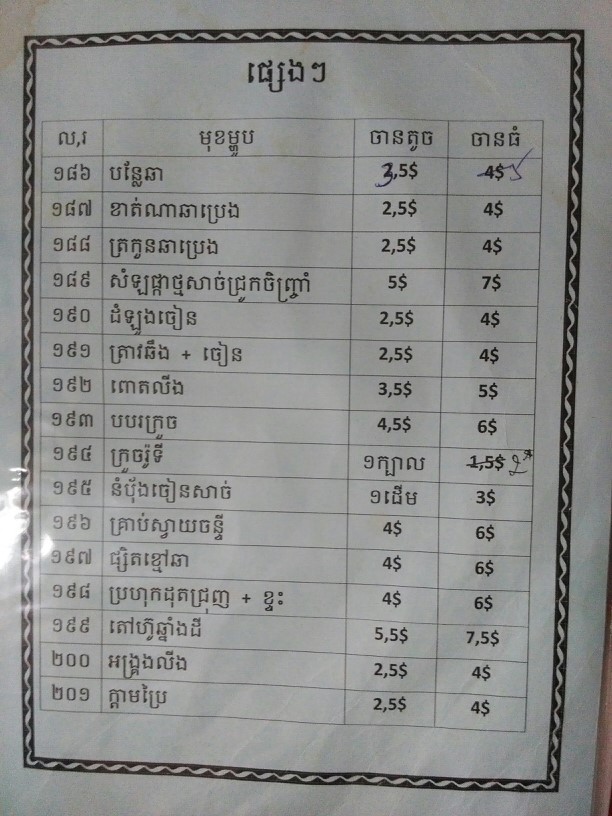 ផ្សេងៗ
ល,រ មុខម្ហូប ចានតូច ចានធំ
១៨៦ បន្លែឆា 3,5$ 4$ 5
១៨៧ ខាត់ណាឆាប្រេង 2,5$ 4$
១៨៨ ត្រកួនឆាប្រេង 2,5$ 4$
១៨៩ សំឡផ្កាថ្មសាច់ជ្រូកចិញ្ច្រាំ 5$ 7$
១៩០ ដំឡូងចៀន 2,5$ 4$
១៩១ ត្រាវឆឹង + ចៀន 2,5$ 4$
១៩២ ពោតលីង 3,5$ 5$
១៩៣ បបរក្រួច 4,5$ 6$
១៩៤ ក្រួចរ៉ូទី ១ក្បាល 1,5$ 2$
១៩៥ នំប៉័ងចៀនសាច់ ១ដើម 3$
១៩៦ គ្រាប់ស្វាយចន្ទី 4$ 6$
១៩៧ ផ្សិតខ្មៅឆា 4$ 6$
១៩៨ ប្រហុកដុតជ្រុញ + ខ្ទះ 4$ 6$
១៩៩ តៅហ៊ូឆ្នាំងដី 5,5$ 7,5$
២០០ អង្រ្គងលីង 2,5$ 4$
២០១ ក្តាមប្រៃ 2,5$ 4$